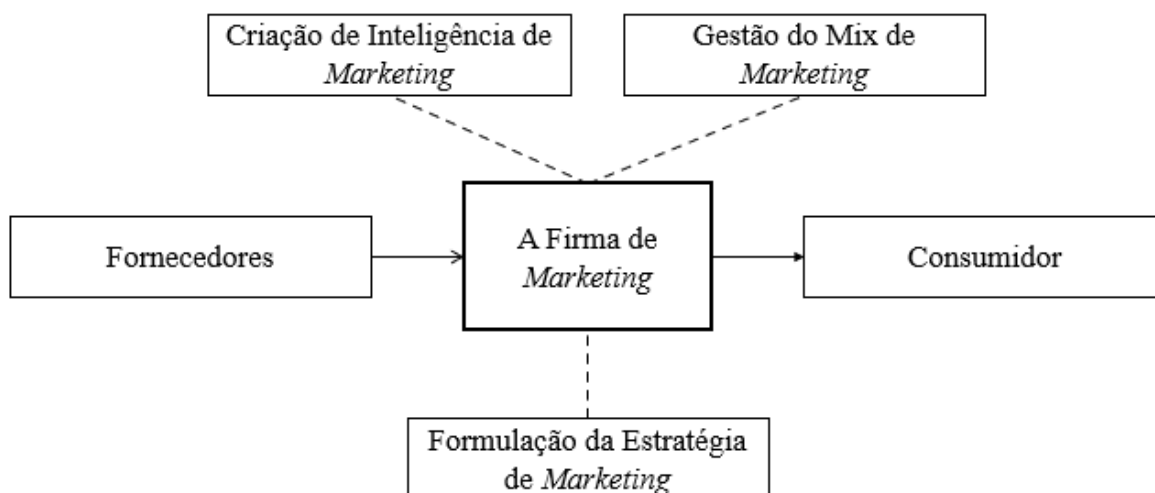 Criação de Inteligência de
Marketing
Gestão do Mix de
Marketing
Fornecedores
A Firma de
Marketing
Consumidor
Formulação da Estratégia
de Marketing